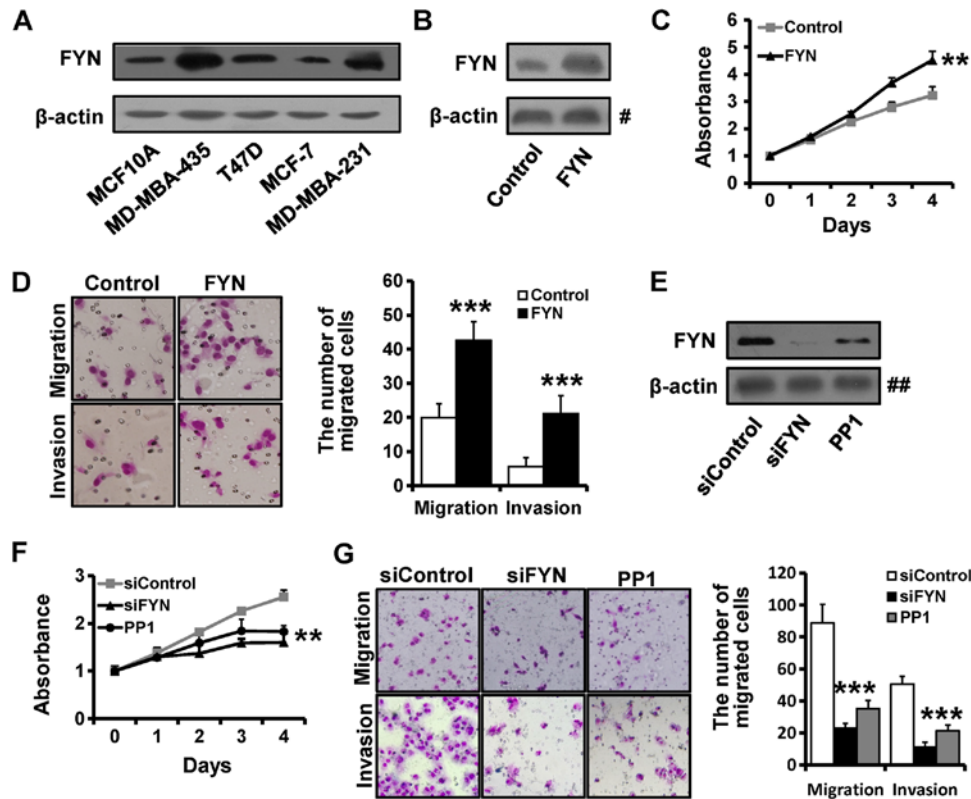 A
FYN
β-actin
MCF10A
MD-MBA-435
T47D
MCF-7
MD-MBA-231
B
FYN
β-actin
#
Control
FYN
C
Control
FYN
Absorbance
6
5
4
3
2
1
0
**
0 1 2 3 4
Days
D
Control FYN
Migration
Invasion
The number of
migrated cells
60
50
40
30
20
10
0
Control
FYN
***
***
Migration Invasion
E
FYN
β-actin
##
siControl
siFYN
PP1
F
Absorbance
3
2
1
0
siControl
siFYN
PP1
**
0 1 2 3 4
Days
G
siControl siFYN PP1
Migration
Invasion
The number of
migrated cells
120
100
80
60
40
20
0
siControl
siFYN
PP1
***
***
Migration Invasion